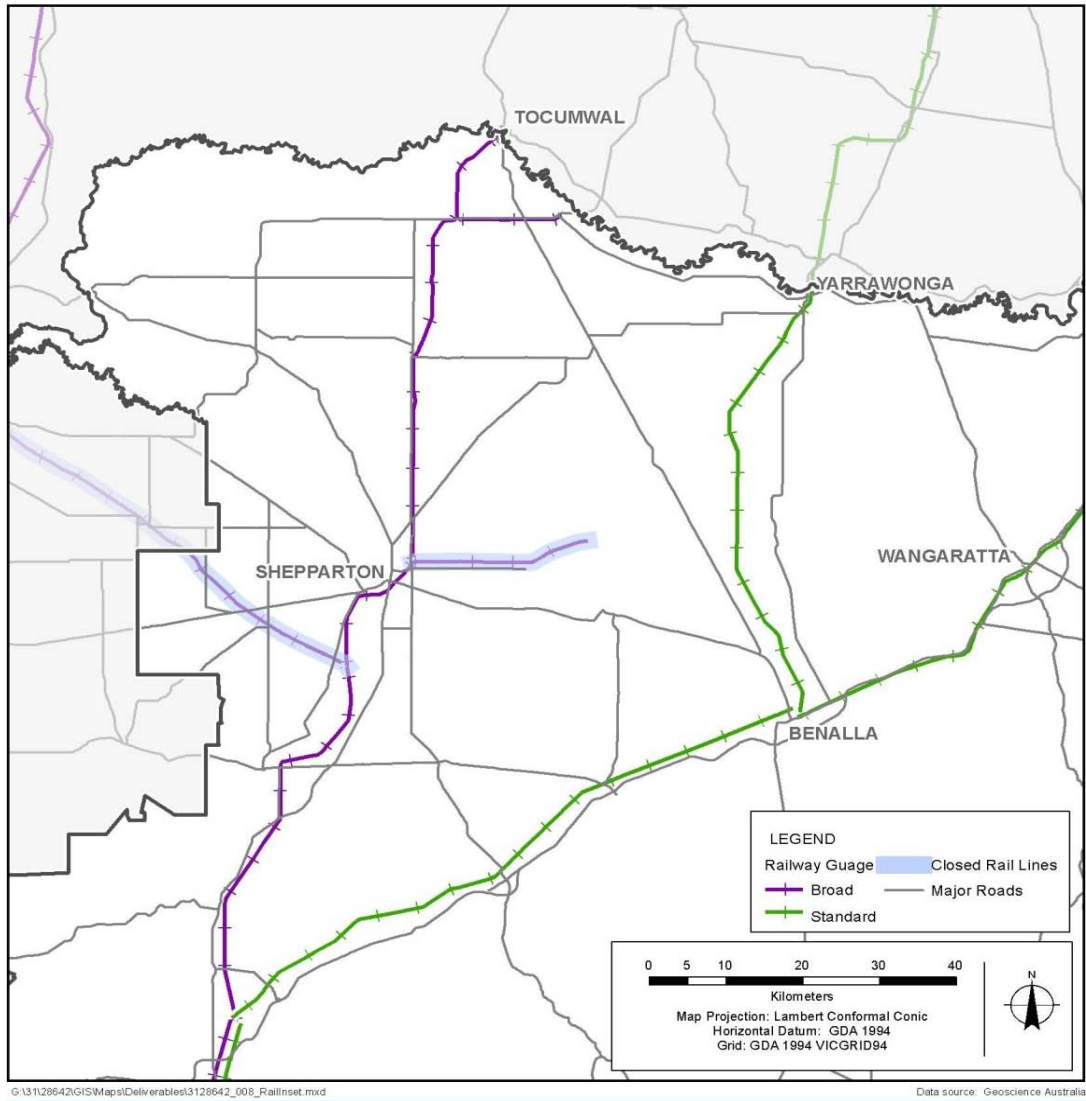 TOCUMWAL
YARRAWONGA
WANGARATTA
SHEPPARTON
BENALLA
LEGEND
Railway Guage
Closed Rail Lines
Broad
Major Roads
Standard
0 5 10 20 30 40
Kilometers
Map Projection: Lambert Conformal Conic
Horizontal Datum: GDA 1994
Grid: GDA 1994 VICGRID94
N
G:\31\28642\GIS\Maps\Deliverables\3128642_008_RailInset.mxd
Data source: Geoscience Australia